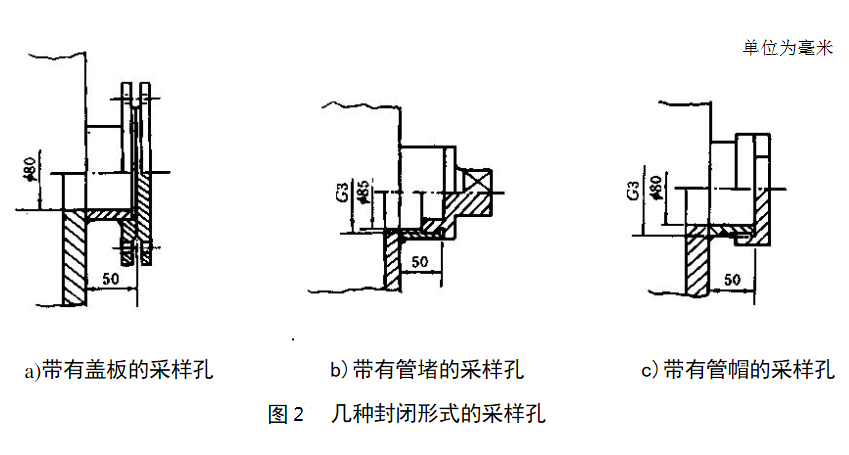 单位为毫米
ϕ80
50
G3
ϕ85
50
G3
ϕ80
50
a)带有盖板的采样孔
b)带有管堵的采样孔
c)带有管帽的采样孔
图2 几种封闭形式的采样孔